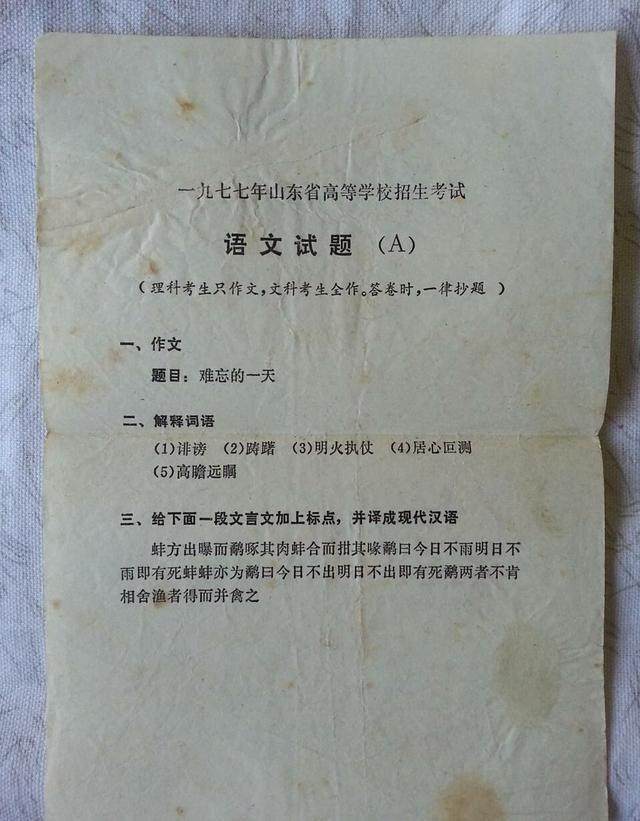 一九七七年山东省高等学校招生考试
语文试题（A）
（理科考生只作文，文科考生全作。答卷时，一律抄题）
一、作文
题目：难忘的一天
二、解释词语
(1)诽谤 (2)踌躇 (3)明火执仗 (4)居心叵测
(5)高瞻远瞩
三、给下面一段文言文加上标点，并译成现代汉语
蚌方出曝而鹬啄其肉蚌合而拑其喙鹬曰今日不雨明日不
雨即有死蚌蚌亦为鹬曰今日不出明日不出即有死鹬两者不肯
相舍渔者得而并禽之